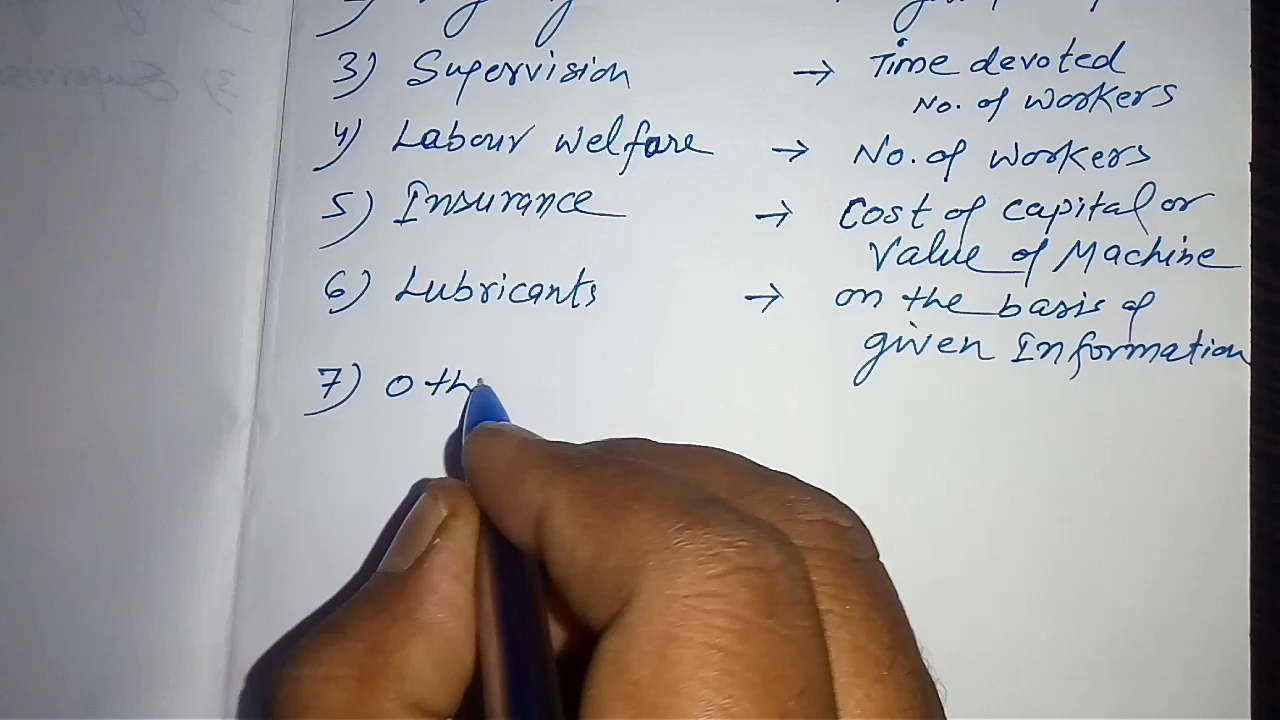 3) Supervision → Time devoted
No. of workers
4) Labour welfare → No. of workers
5) Insurance → Cost of capital or
Value of Machine
6) Lubricants → on the basis of
given Information
7) Oth